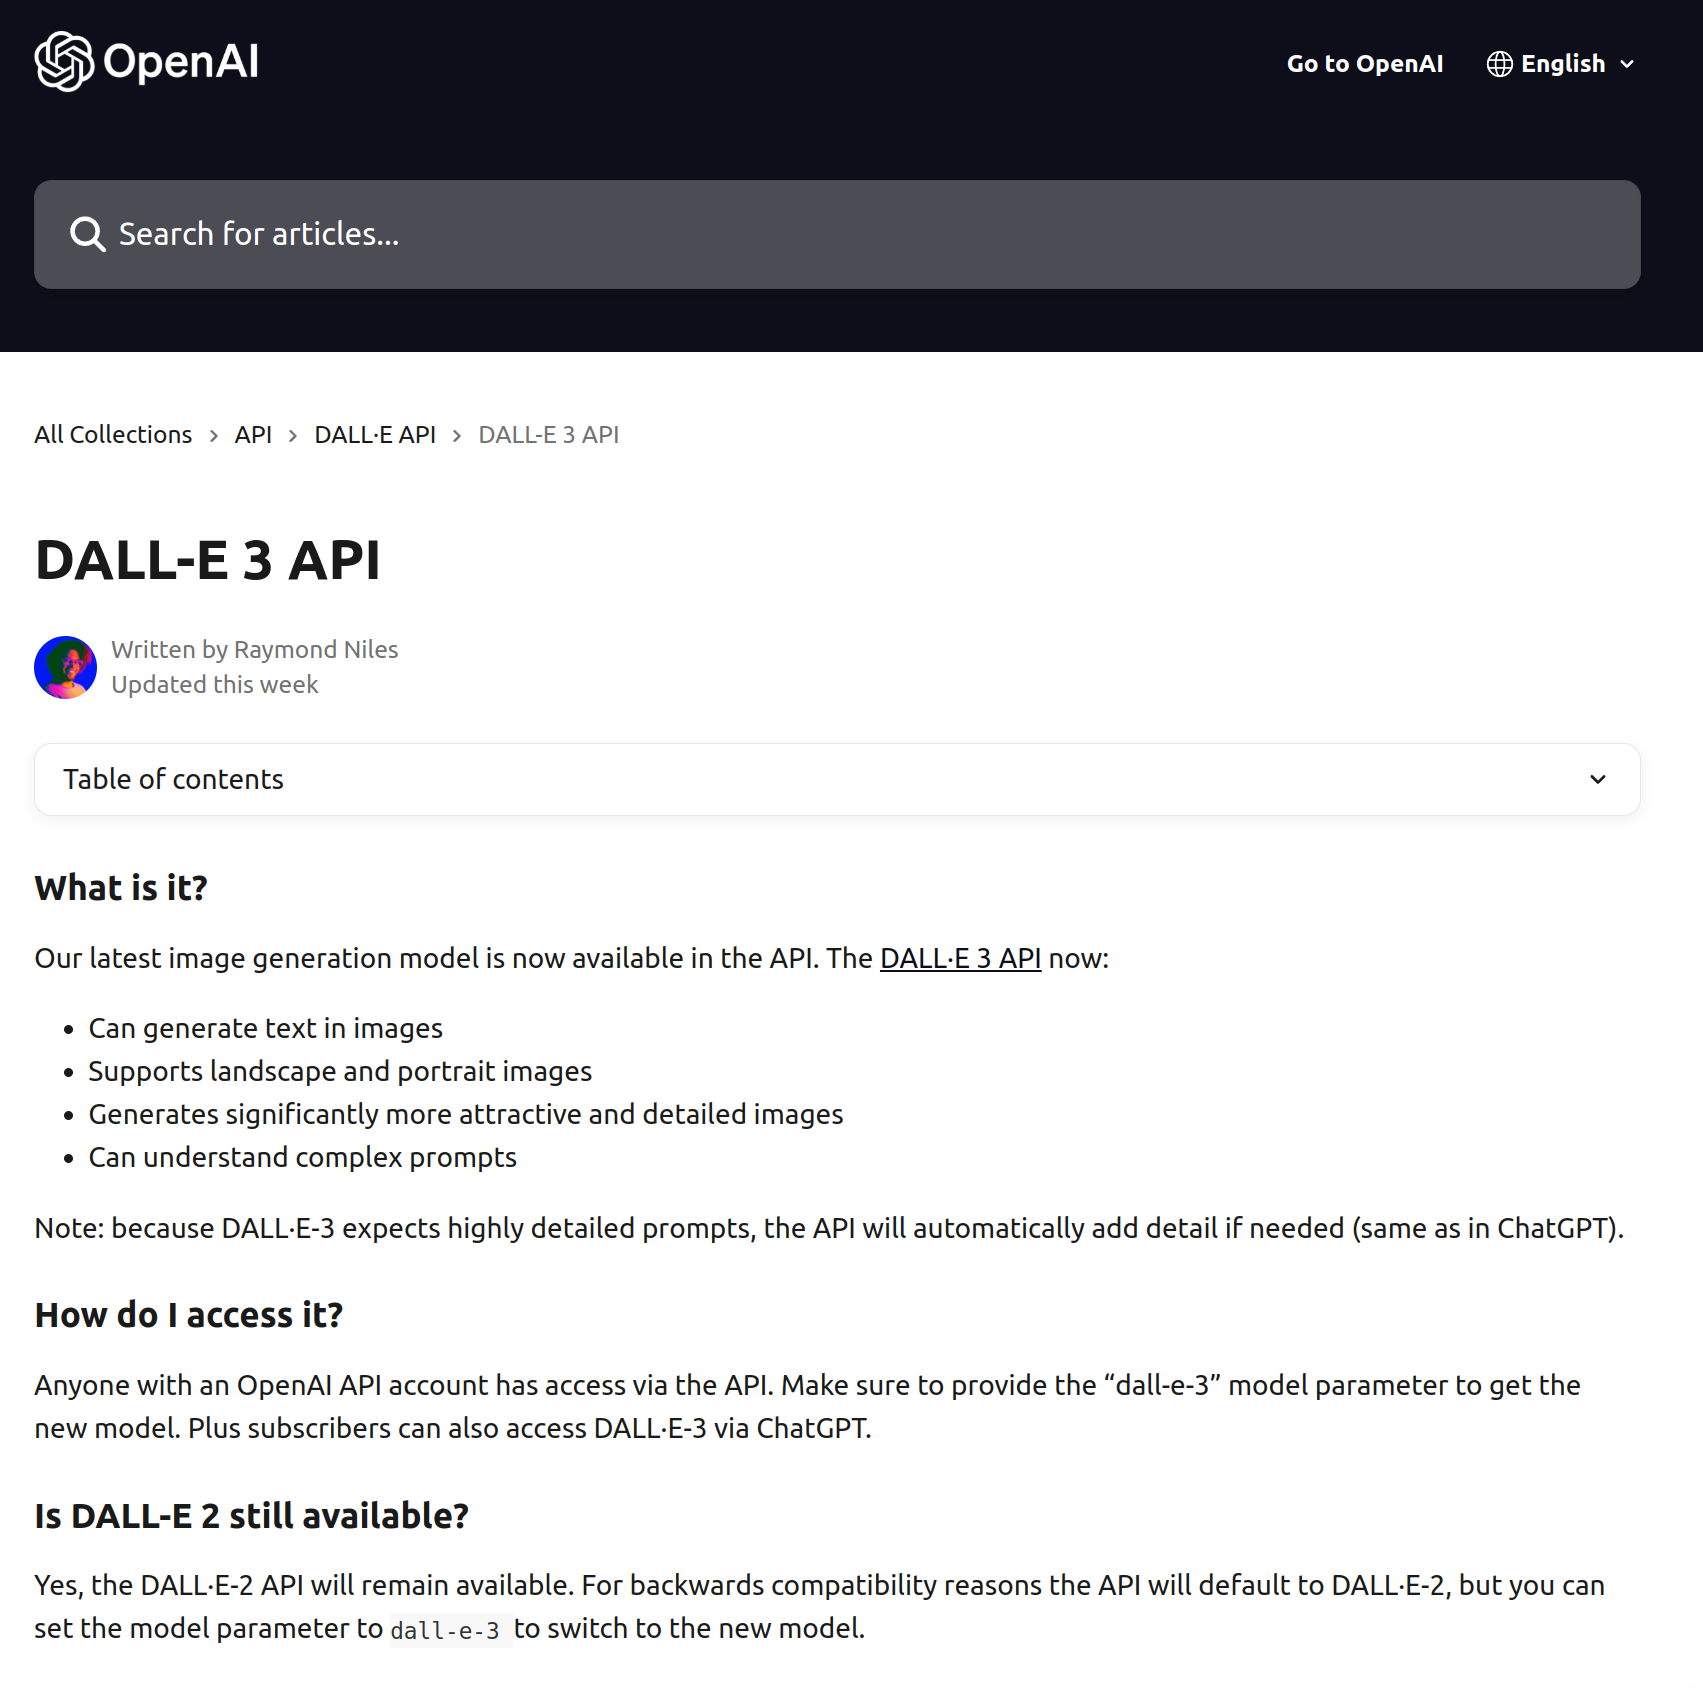 OpenAI
Go to OpenAI
English
Search for articles...
All Collections > API > DALL·E API > DALL-E 3 API
DALL-E 3 API
Written by Raymond Niles
Updated this week
Table of contents
What is it?
Our latest image generation model is now available in the API. The DALL·E 3 API now:
• Can generate text in images
• Supports landscape and portrait images
• Generates significantly more attractive and detailed images
• Can understand complex prompts
Note: because DALL·E-3 expects highly detailed prompts, the API will automatically add detail if needed (same as in ChatGPT).
How do I access it?
Anyone with an OpenAI API account has access via the API. Make sure to provide the “dall-e-3” model parameter to get the
new model. Plus subscribers can also access DALL·E-3 via ChatGPT.
Is DALL-E 2 still available?
Yes, the DALL·E-2 API will remain available. For backwards compatibility reasons the API will default to DALL·E-2, but you can
set the model parameter to dall-e-3 to switch to the new model.